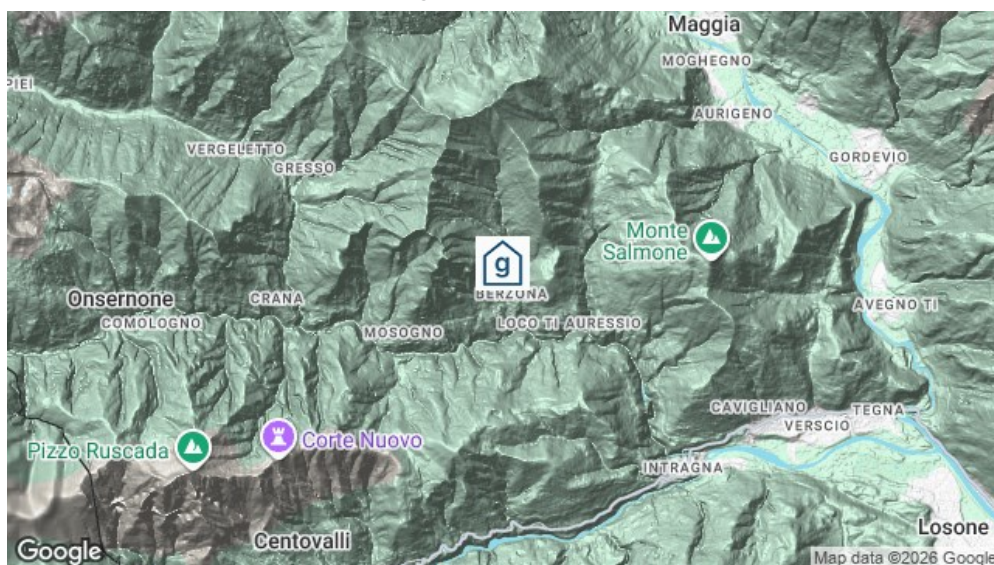 Maggia
MOGHEGNO
PIEI
AURIGENO
VERGELETTO
GORDEVIO
GRESSO
Monte
Salmone
g
BERZONA
Onsernone
CRANA
AVEGNO TI
COMOLOGNO
MOSOGNO
LOCO TI AURESSIO
CAVIGLIANO
TEGNA
VERSCIO
Pizzo Ruscada
Corte Nuovo
INTRAGNA
Losone
Centovalli
Google
Map data ©2026 Google